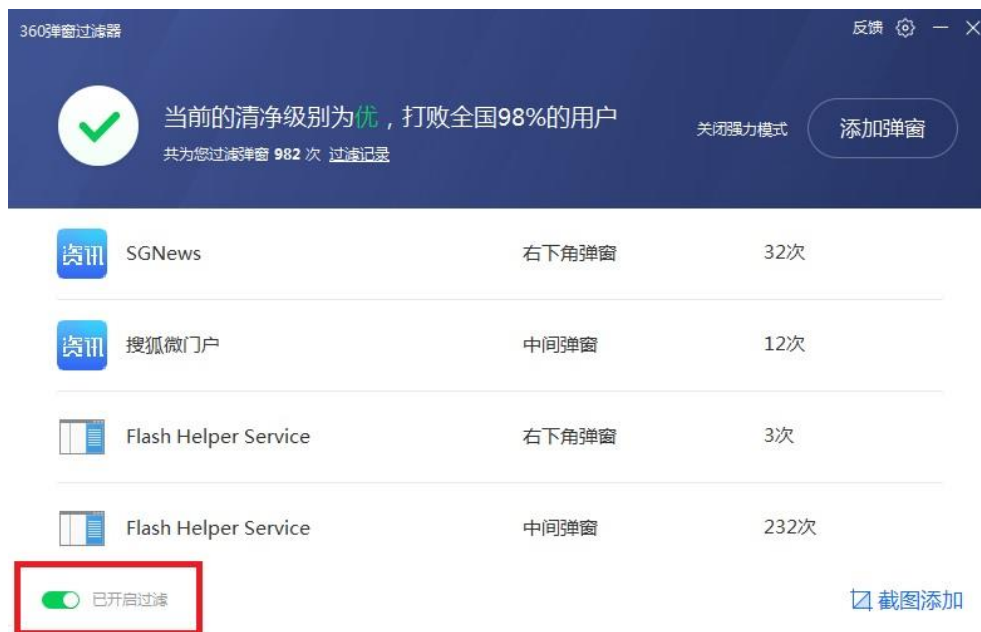 360弹窗过滤器 反馈
当前的清净级别为优，打败全国98%的用户
共为您过滤弹窗 982 次 过滤记录
关闭强力模式 添加弹窗
资讯 SGNews 右下角弹窗 32次
资讯 搜狐微门户 中间弹窗 12次
Flash Helper Service 右下角弹窗 3次
Flash Helper Service 中间弹窗 232次
已开启过滤 截图添加